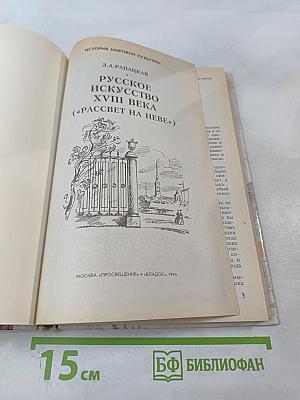 ИСТОРИЯ МИРОВОЙ КУЛЬТУРЫ
Л.А.РАПАЦКАЯ
РУССКОЕ
ИСКУССТВО
XVIII ВЕКА
(«РАССВЕТ НА НЕВЕ»)
МОСКВА «ПРОСВЕЩЕНИЕ» • «ВЛАДОС» 1995
3
15 см
БФ БИБЛИОФАН